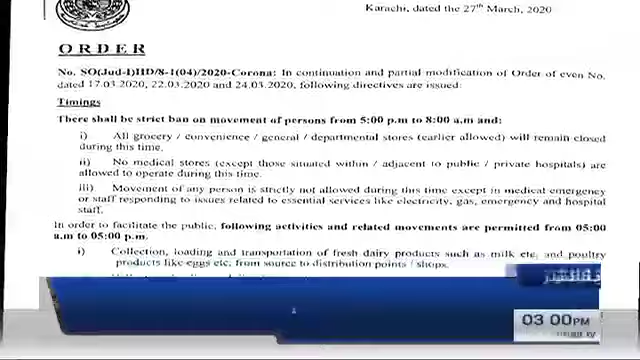 Karachi, dated the 27th March, 2020
ORDER
No. SO(Jud-I)HD/8-1(04)/2020-Corona: In continuation and partial modification of Order of even No.
dated 17.03.2020, 22.03.2020 and 24.03.2020, following directives are issued:
Timings
There shall be strict ban on movement of persons from 5:00 p.m to 8:00 a.m and:
i) All grocery / convenience / general / departmental stores (earlier allowed) will remain closed
during this time.
ii) No medical stores (except those situated within / adjacent to public / private hospitals) are
allowed to operate during this time.
iii) Movement of any person is strictly not allowed during this time except in medical emergency
or staff responding to issues related to essential services like electricity, gas, emergency and hospital
staff.
In order to facilitate the public, following activities and related movements are permitted from 05:00
a.m to 05:00 p.m.
i) Collection, loading and transportation of fresh dairy products such as milk etc, and poultry
products like eggs etc, from source to distribution points / shops.
03:00PM